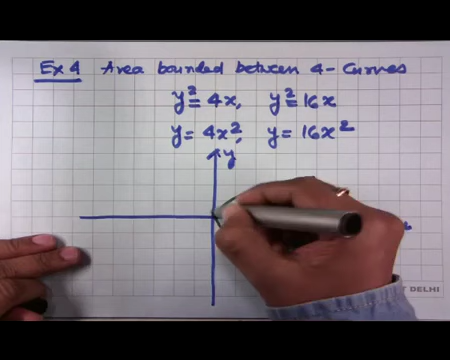 Ex 4 Area bounded between 4-Curves
y² = 4x, y² = 16x
y = 4x², y = 16x²
y
DELHI